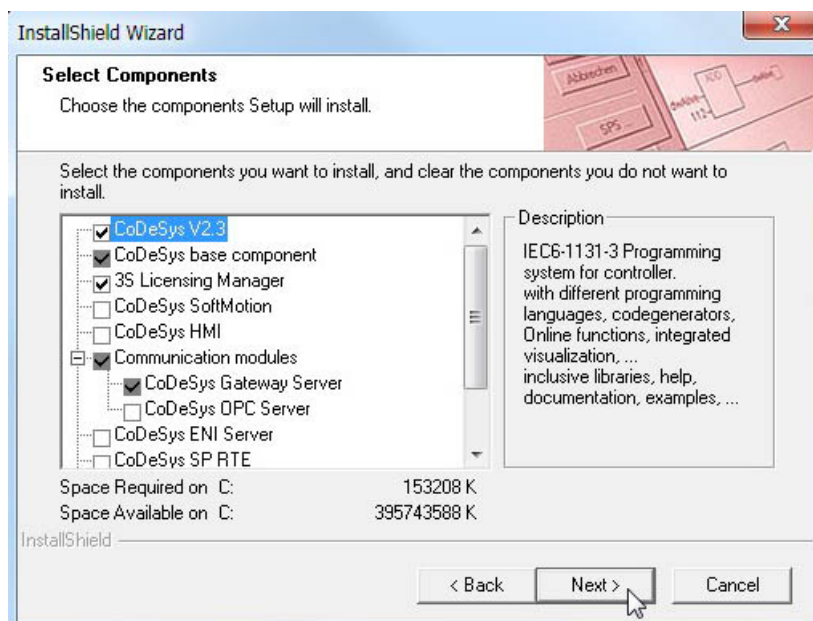 InstallShield Wizard
X
Select Components
Choose the components Setup will install.
Abbrechen
SPS
XOR
112
Select the components you want to install, and clear the components you do not want to
install.
CoDeSys V2.3
CoDeSys base component
3S Licensing Manager
CoDeSys SoftMotion
CoDeSys HMI
Communication modules
CoDeSys Gateway Server
CoDeSys OPC Server
CoDeSys ENI Server
CoDeSys SP RTE
Description
IEC6-1131-3 Programming
system for controller.
with different programming
languages, codegenerators,
Online functions, integrated
visualization, ...
inclusive libraries, help,
documentation, examples, ...
Space Required on C: 153208 K
Space Available on C: 395743588 K
InstallShield
< Back
Next >
Cancel